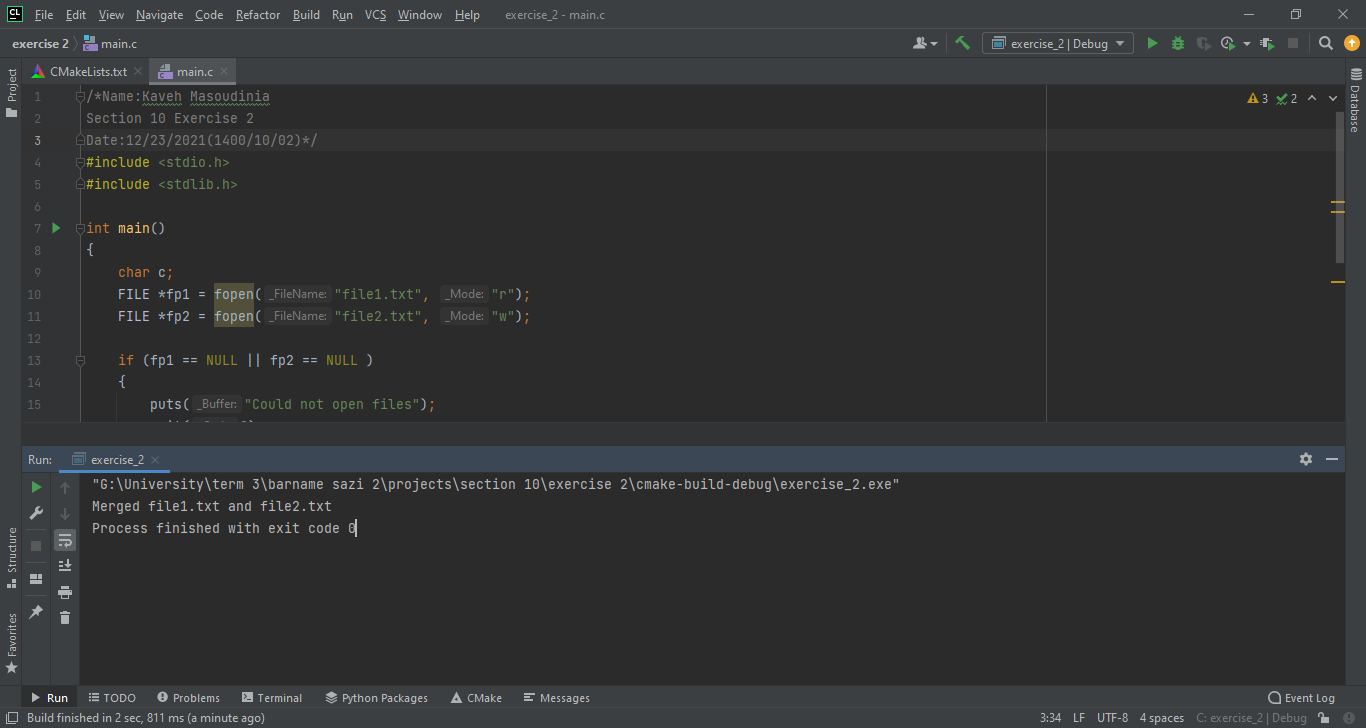 CL File Edit View Navigate Code Refactor Build Run VCS Window Help exercise_2 - main.c
exercise 2 main.c exercise_2 | Debug
CMakeLists.txt main.c
Project
Database
Structure
Favorites
3 2
1 /*Name:Kaveh Masoudinia
2 Section 10 Exercise 2
3 Date:12/23/2021(1400/10/02)*/
4 #include <stdio.h>
5 #include <stdlib.h>
6
7 int main()
8 {
9 char c;
10 FILE *fp1 = fopen( _FileName: "file1.txt", _Mode: "r");
11 FILE *fp2 = fopen( _FileName: "file2.txt", _Mode: "w");
12
13 if (fp1 == NULL || fp2 == NULL )
14 {
15 puts( _Buffer: "Could not open files");
Run: exercise_2
"G:\University\term 3\barname sazi 2\projects\section 10\exercise 2\cmake-build-debug\exercise_2.exe"
Merged file1.txt and file2.txt
Process finished with exit code 0
Run TODO Problems Terminal Python Packages CMake Messages Event Log
Build finished in 2 sec, 811 ms (a minute ago) 3:34 LF UTF-8 4 spaces C: exercise_2 | Debug